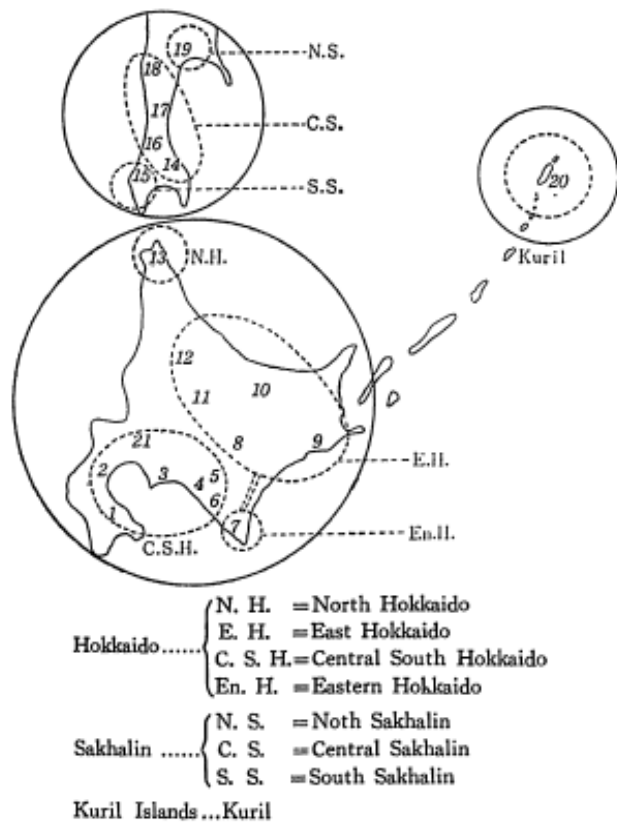 19
N.S.
18
17
C.S.
16
14
15
S.S.
20
Kuril
13
N.H.
12
10
11
21
8
9
E.H.
2
3
5
4
6
1
7
C.S.H.
En.H.
Hokkaido ......
N. H. =North Hokkaido
E. H. =East Hokkaido
C. S. H.=Central South Hokkaido
En. H. =Eastern Hokkaido
Sakhalin ......
N. S. =Noth Sakhalin
C. S. =Central Sakhalin
S. S. =South Sakhalin
Kuril Islands ...Kuril